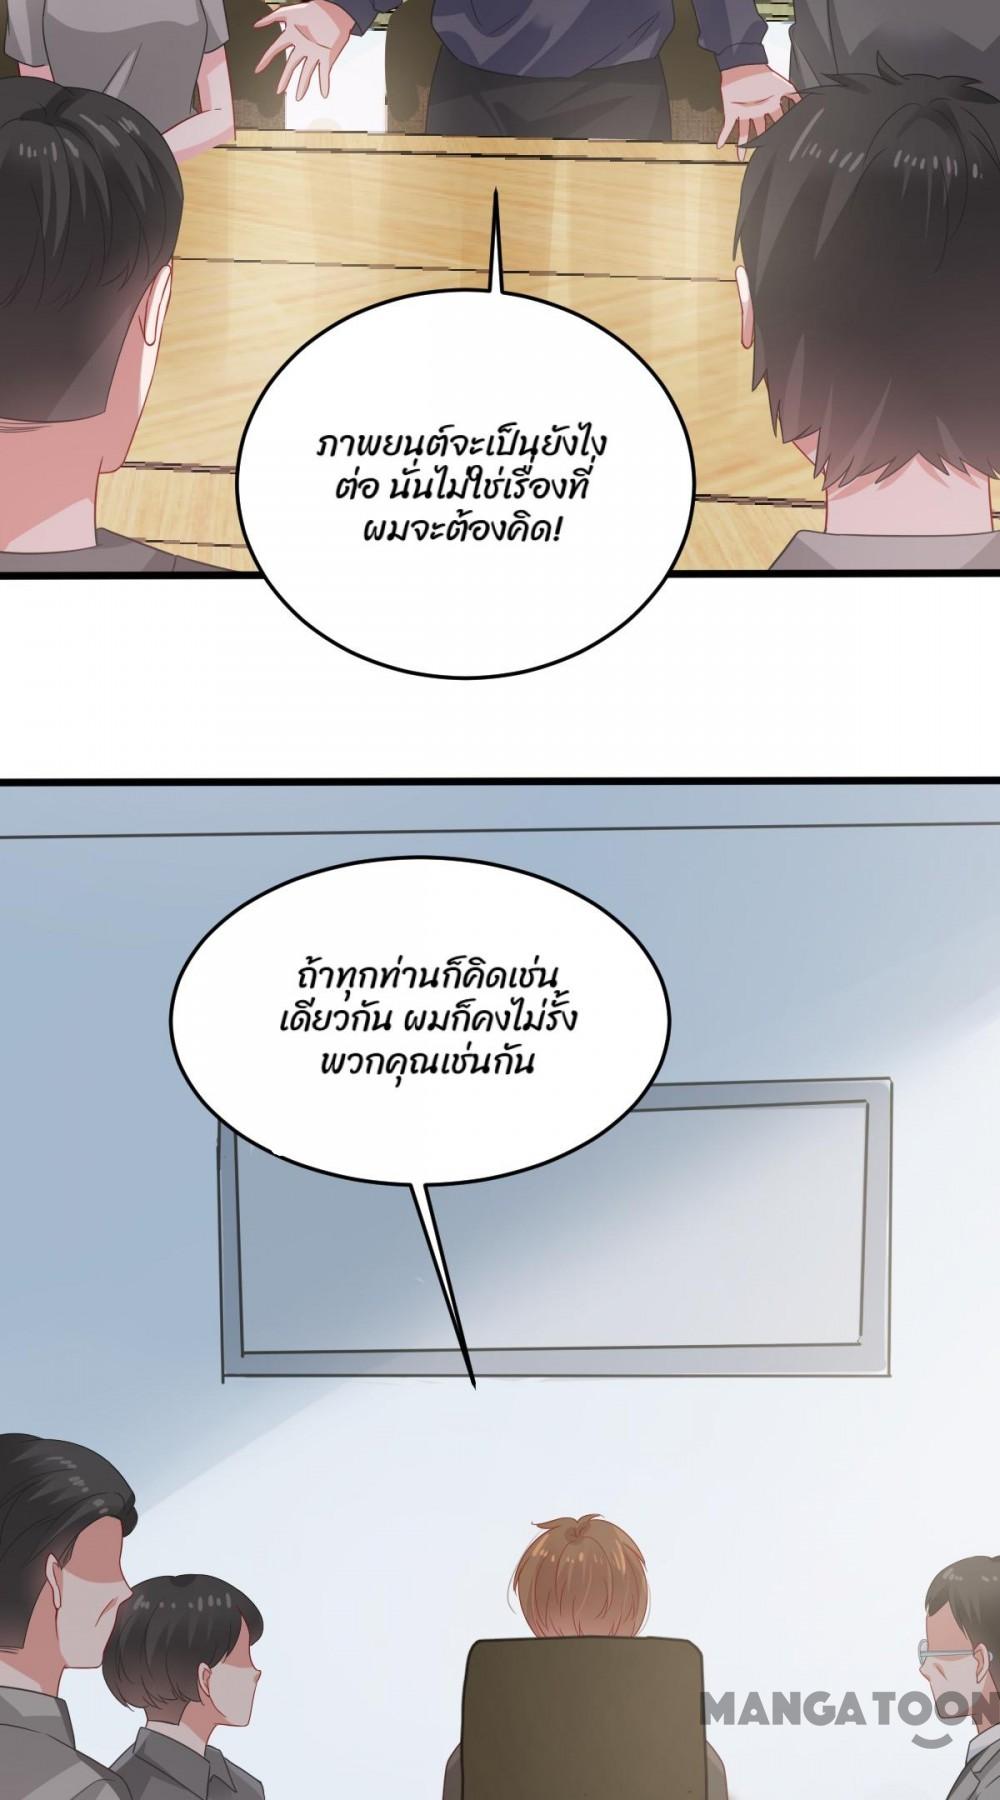 ภาพยนต์จะเป็นยังไง
ต่อ นั่นไม่ใช่เรื่องที่
ผมจะต้องคิด!
ถ้าทุกท่านก็คิดเช่น
เดียวกัน ผมก็คงไม่รั้ง
พวกคุณเช่นกัน
MANGATOON